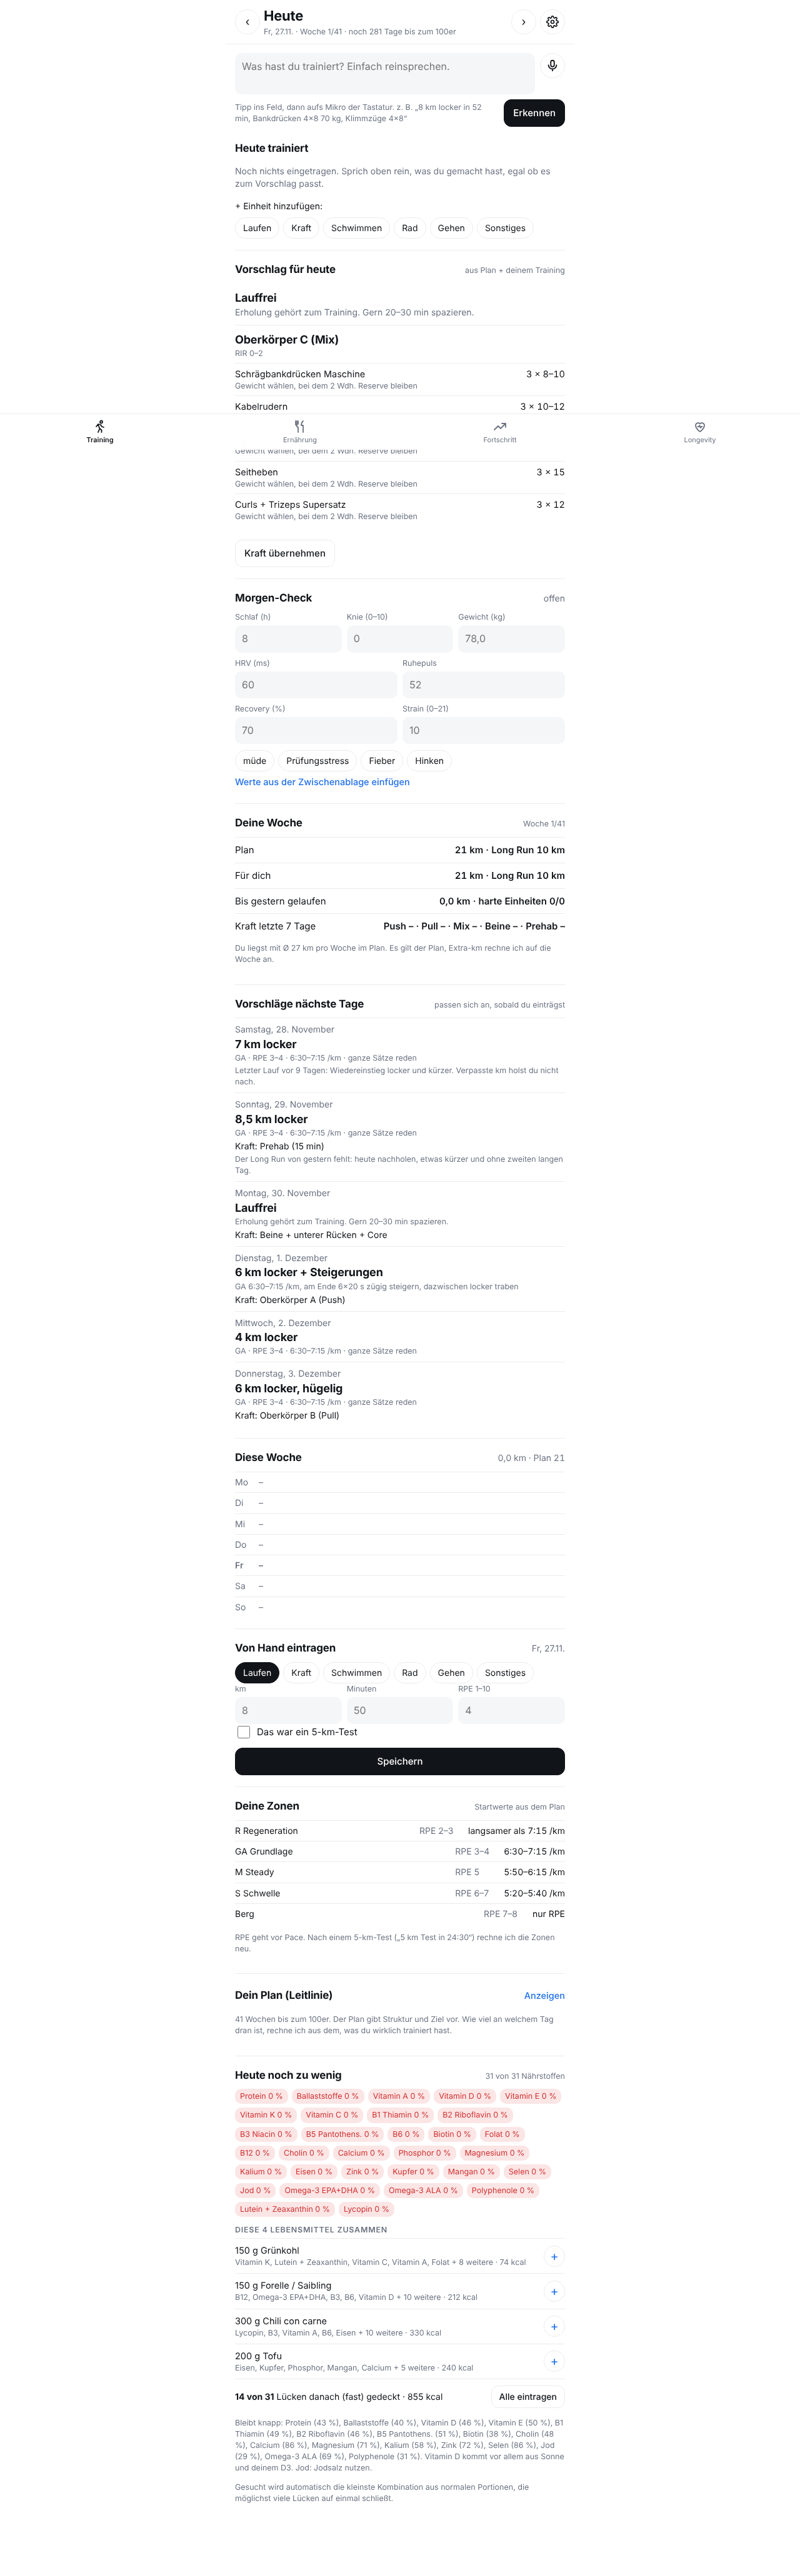 ‹ Heute ›
Fr, 27.11. · Woche 1/41 · noch 281 Tage bis zum 100er
Was hast du trainiert? Einfach reinsprechen.
Tipp ins Feld, dann aufs Mikro der Tastatur. z. B. „8 km locker in 52
min, Bankdrücken 4×8 70 kg, Klimmzüge 4×8“
Erkennen
Heute trainiert
Noch nichts eingetragen. Sprich oben rein, was du gemacht hast, egal ob es
zum Vorschlag passt.
+ Einheit hinzufügen:
Laufen Kraft Schwimmen Rad Gehen Sonstiges
Vorschlag für heute aus Plan + deinem Training
Lauffrei
Erholung gehört zum Training. Gern 20–30 min spazieren.
Oberkörper C (Mix)
RIR 0–2
Schrägbankdrücken Maschine 3 × 8–10
Gewicht wählen, bei dem 2 Wdh. Reserve bleiben
Kabelrudern 3 × 10–12
Training Ernährung Fortschritt Longevity
Gewicht wählen, bei dem 2 Wdh. Reserve bleiben
Seitheben 3 × 15
Gewicht wählen, bei dem 2 Wdh. Reserve bleiben
Curls + Trizeps Supersatz 3 × 12
Gewicht wählen, bei dem 2 Wdh. Reserve bleiben
Kraft übernehmen
Morgen-Check offen
Schlaf (h) Knie (0–10) Gewicht (kg)
8 0 78,0
HRV (ms) Ruhepuls
60 52
Recovery (%) Strain (0–21)
70 10
müde Prüfungsstress Fieber Hinken
Werte aus der Zwischenablage einfügen
Deine Woche Woche 1/41
Plan 21 km · Long Run 10 km
Für dich 21 km · Long Run 10 km
Bis gestern gelaufen 0,0 km · harte Einheiten 0/0
Kraft letzte 7 Tage Push – · Pull – · Mix – · Beine – · Prehab –
Du liegst mit Ø 27 km pro Woche im Plan. Es gilt der Plan, Extra-km rechne ich auf die
Woche an.
Vorschläge nächste Tage passen sich an, sobald du einträgst
Samstag, 28. November
7 km locker
GA · RPE 3–4 · 6:30–7:15 /km · ganze Sätze reden
Letzter Lauf vor 9 Tagen: Wiedereinstieg locker und kürzer. Verpasste km holst du nicht
nach.
Sonntag, 29. November
8,5 km locker
GA · RPE 3–4 · 6:30–7:15 /km · ganze Sätze reden
Kraft: Prehab (15 min)
Der Long Run von gestern fehlt: heute nachholen, etwas kürzer und ohne zweiten langen
Tag.
Montag, 30. November
Lauffrei
Erholung gehört zum Training. Gern 20–30 min spazieren.
Kraft: Beine + unterer Rücken + Core
Dienstag, 1. Dezember
6 km locker + Steigerungen
GA 6:30–7:15 /km, am Ende 6×20 s zügig steigern, dazwischen locker traben
Kraft: Oberkörper A (Push)
Mittwoch, 2. Dezember
4 km locker
GA · RPE 3–4 · 6:30–7:15 /km · ganze Sätze reden
Donnerstag, 3. Dezember
6 km locker, hügelig
GA · RPE 3–4 · 6:30–7:15 /km · ganze Sätze reden
Kraft: Oberkörper B (Pull)
Diese Woche 0,0 km · Plan 21
Mo –
Di –
Mi –
Do –
Fr –
Sa –
So –
Von Hand eintragen Fr, 27.11.
Laufen Kraft Schwimmen Rad Gehen Sonstiges
km Minuten RPE 1–10
8 50 4
Das war ein 5-km-Test
Speichern
Deine Zonen Startwerte aus dem Plan
R Regeneration RPE 2–3 langsamer als 7:15 /km
GA Grundlage RPE 3–4 6:30–7:15 /km
M Steady RPE 5 5:50–6:15 /km
S Schwelle RPE 6–7 5:20–5:40 /km
Berg RPE 7–8 nur RPE
RPE geht vor Pace. Nach einem 5-km-Test („5 km Test in 24:30“) rechne ich die Zonen
neu.
Dein Plan (Leitlinie) Anzeigen
41 Wochen bis zum 100er. Der Plan gibt Struktur und Ziel vor. Wie viel an welchem Tag
dran ist, rechne ich aus dem, was du wirklich trainiert hast.
Heute noch zu wenig 31 von 31 Nährstoffen
Protein 0 % Ballaststoffe 0 % Vitamin A 0 % Vitamin D 0 % Vitamin E 0 %
Vitamin K 0 % Vitamin C 0 % B1 Thiamin 0 % B2 Riboflavin 0 %
B3 Niacin 0 % B5 Pantothens. 0 % B6 0 % Biotin 0 % Folat 0 %
B12 0 % Cholin 0 % Calcium 0 % Phosphor 0 % Magnesium 0 %
Kalium 0 % Eisen 0 % Zink 0 % Kupfer 0 % Mangan 0 % Selen 0 %
Jod 0 % Omega-3 EPA+DHA 0 % Omega-3 ALA 0 % Polyphenole 0 %
Lutein + Zeaxanthin 0 % Lycopin 0 %
DIESE 4 LEBENSMITTEL ZUSAMMEN
150 g Grünkohl +
Vitamin K, Lutein + Zeaxanthin, Vitamin C, Vitamin A, Folat + 8 weitere · 74 kcal
150 g Forelle / Saibling +
B12, Omega-3 EPA+DHA, B3, B6, Vitamin D + 10 weitere · 212 kcal
300 g Chili con carne +
Lycopin, B3, Vitamin A, B6, Eisen + 10 weitere · 330 kcal
200 g Tofu +
Eisen, Kupfer, Phosphor, Mangan, Calcium + 5 weitere · 240 kcal
14 von 31 Lücken danach (fast) gedeckt · 855 kcal Alle eintragen
Bleibt knapp: Protein (43 %), Ballaststoffe (40 %), Vitamin D (46 %), Vitamin E (50 %), B1
Thiamin (49 %), B2 Riboflavin (46 %), B5 Pantothens. (51 %), Biotin (38 %), Cholin (48
%), Calcium (86 %), Magnesium (71 %), Kalium (58 %), Zink (72 %), Selen (86 %), Jod
(29 %), Omega-3 ALA (69 %), Polyphenole (31 %). Vitamin D kommt vor allem aus Sonne
und deinem D3. Jod: Jodsalz nutzen.
Gesucht wird automatisch die kleinste Kombination aus normalen Portionen, die
möglichst viele Lücken auf einmal schließt.